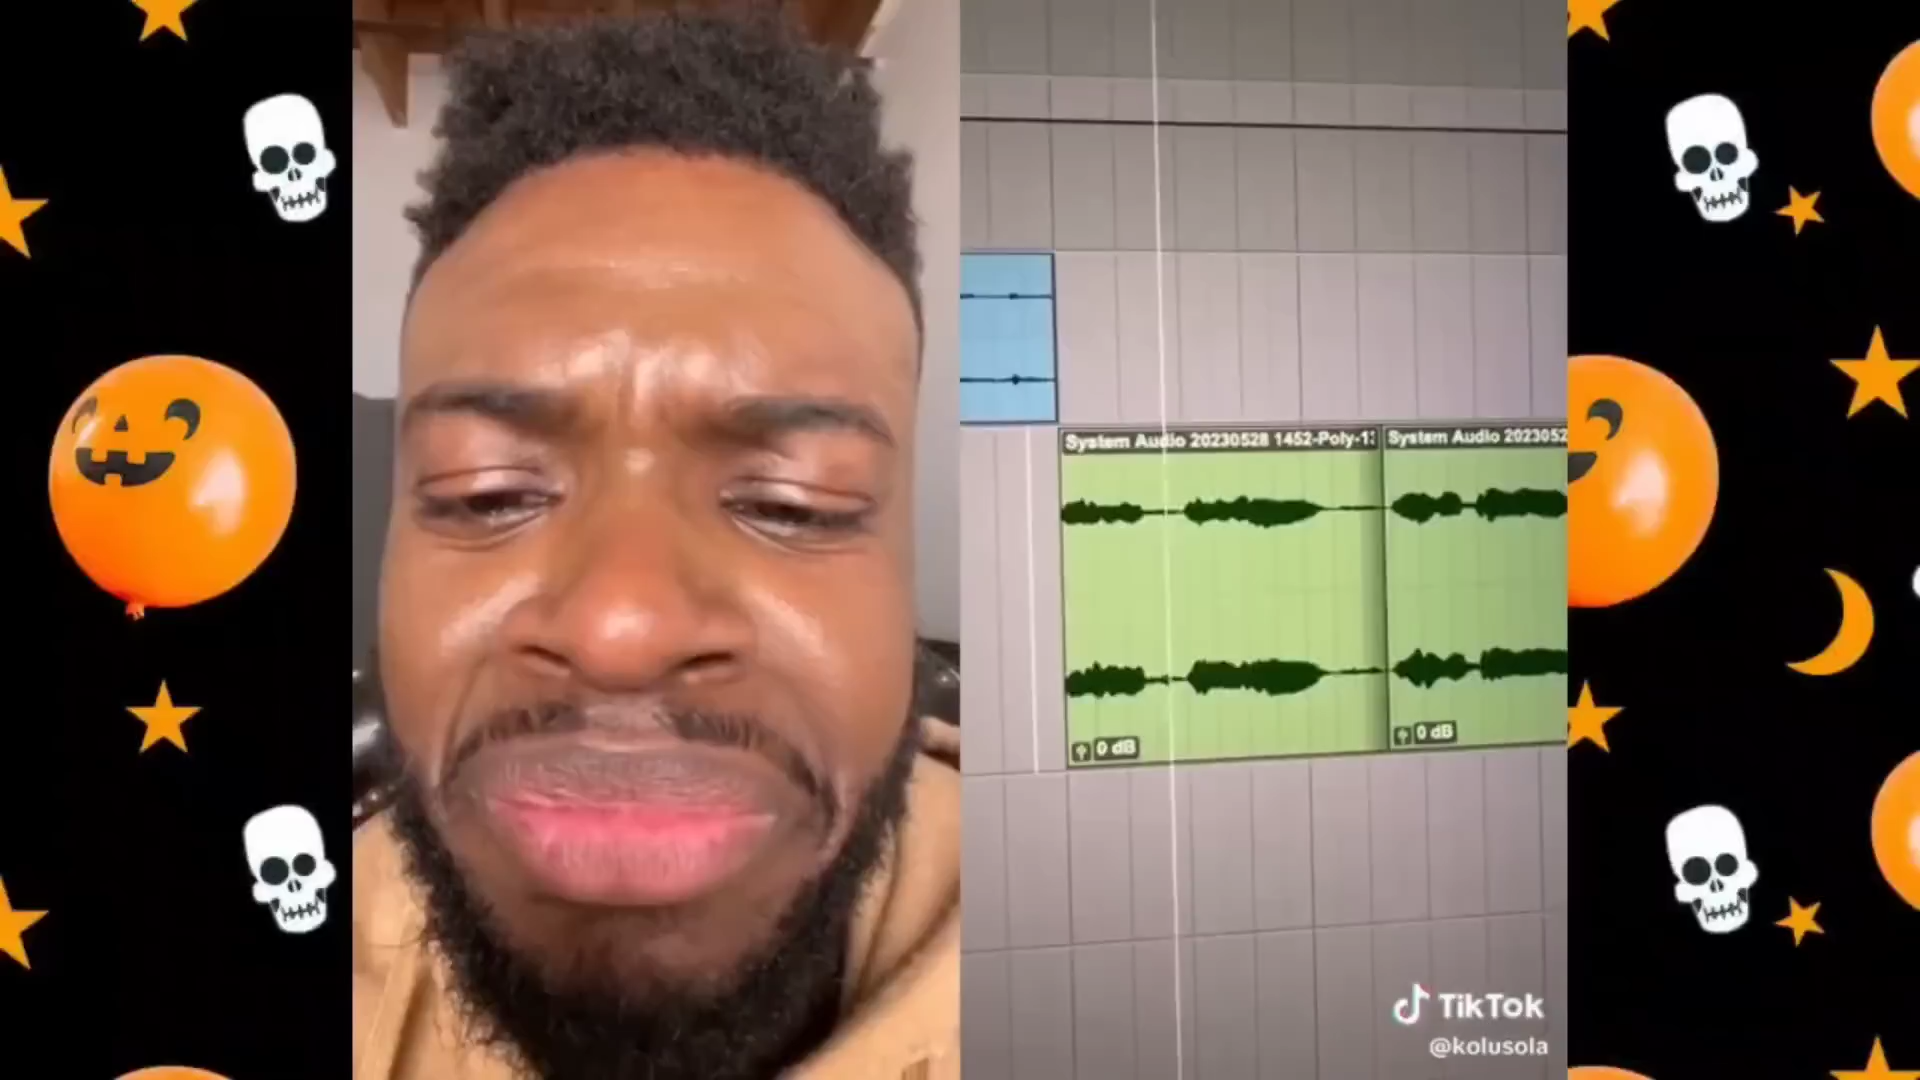 System Audio 20230528 1452-Poly-1
System Audio 2023052
0 dB
0 dB
TikTok
@kolusola